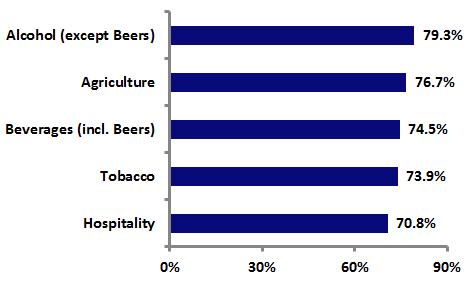 Alcohol (except Beers) 79.3%
Agriculture 76.7%
Beverages (incl. Beers) 74.5%
Tobacco 73.9%
Hospitality 70.8%
0% 30% 60% 90%